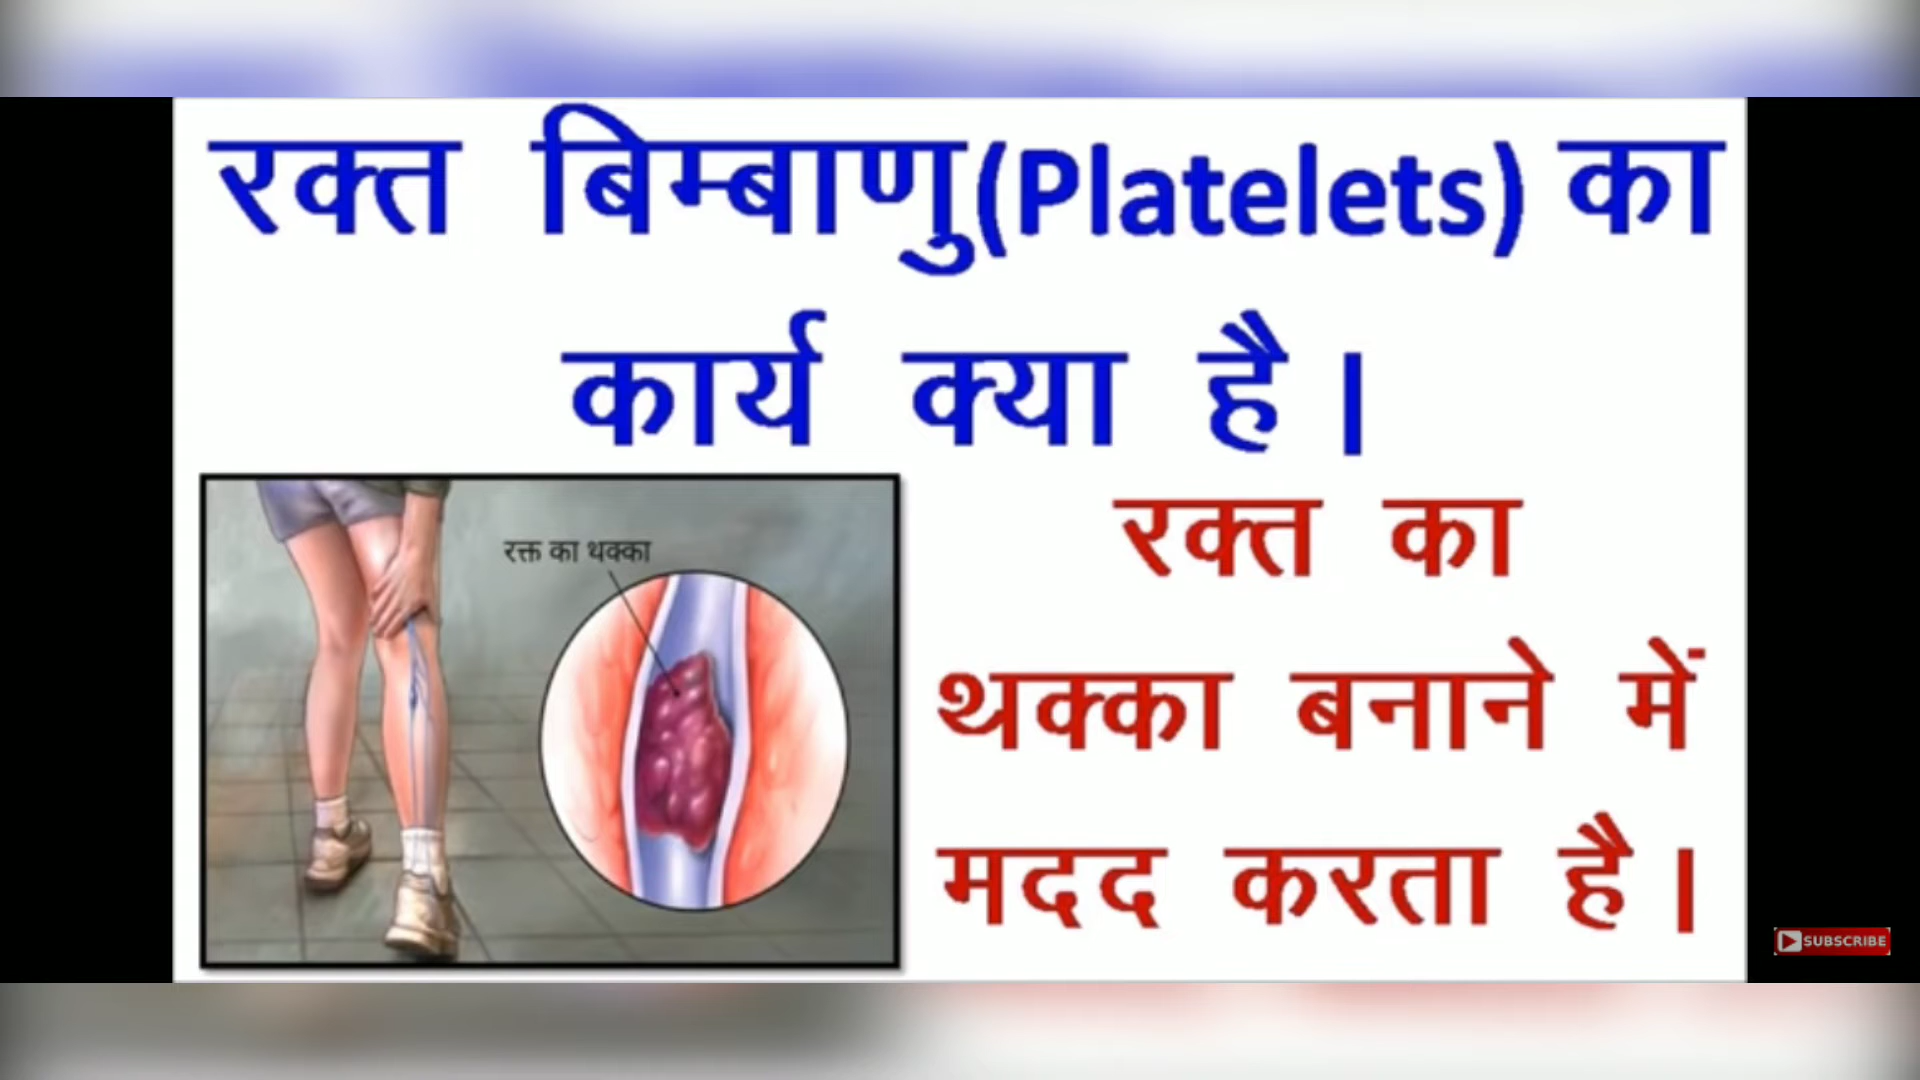 रक्त बिम्बाणु(Platelets) का
कार्य क्या है।
रक्त का थक्का
रक्त का
थक्का बनाने में
मदद करता है।
SUBSCRIBE